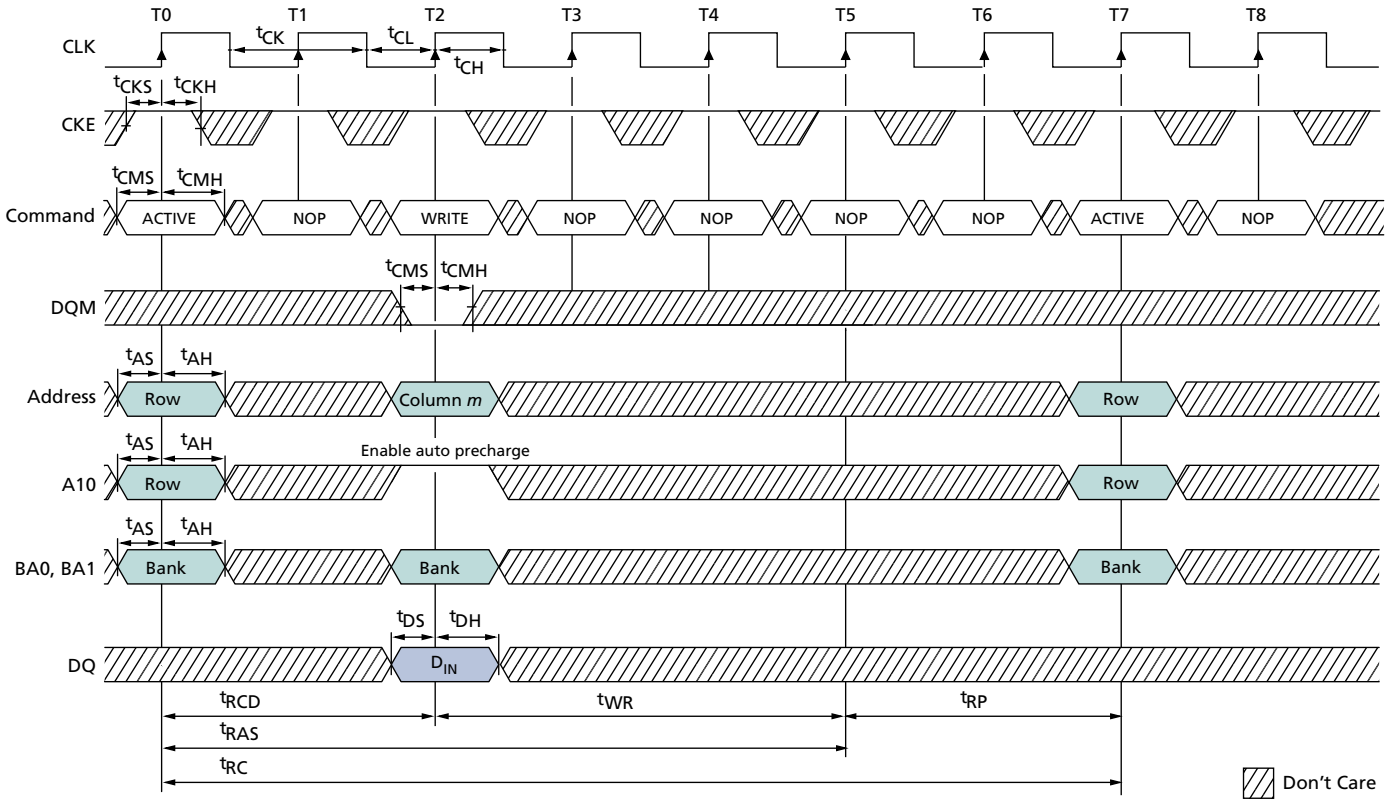 T0 T1 T2 T3 T4 T5 T6 T7 T8
CLK
tCK tCL
tCH
tCKS tCKH
CKE
tCMS tCMH
Command ACTIVE NOP WRITE NOP NOP NOP NOP ACTIVE NOP
tCMS tCMH
DQM
tAS tAH
Address Row Column m Row
tAS tAH
Enable auto precharge
A10 Row Row
tAS tAH
BA0, BA1 Bank Bank Bank
tDS tDH
DQ DIN
tRCD tWR tRP
tRAS
tRC
Don't Care